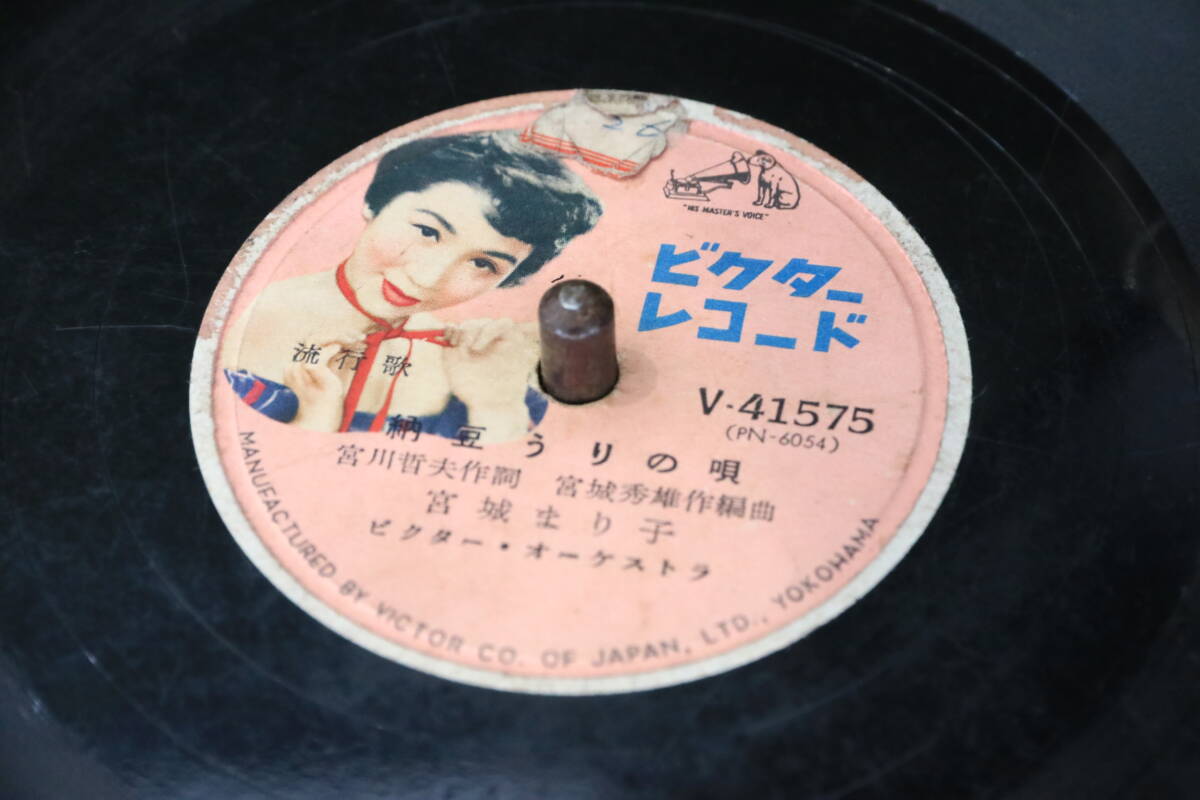 26
"HIS MASTER'S VOICE"
ビクター
レコード
流行歌
V-41575
(PN-6054)
納豆うりの唄
宮川哲夫作詞 宮城秀雄作編曲
宮城まり子
ビクター・オーケストラ
MANUFACTURED BY VICTOR CO. OF JAPAN, LTD., YOKOHAMA